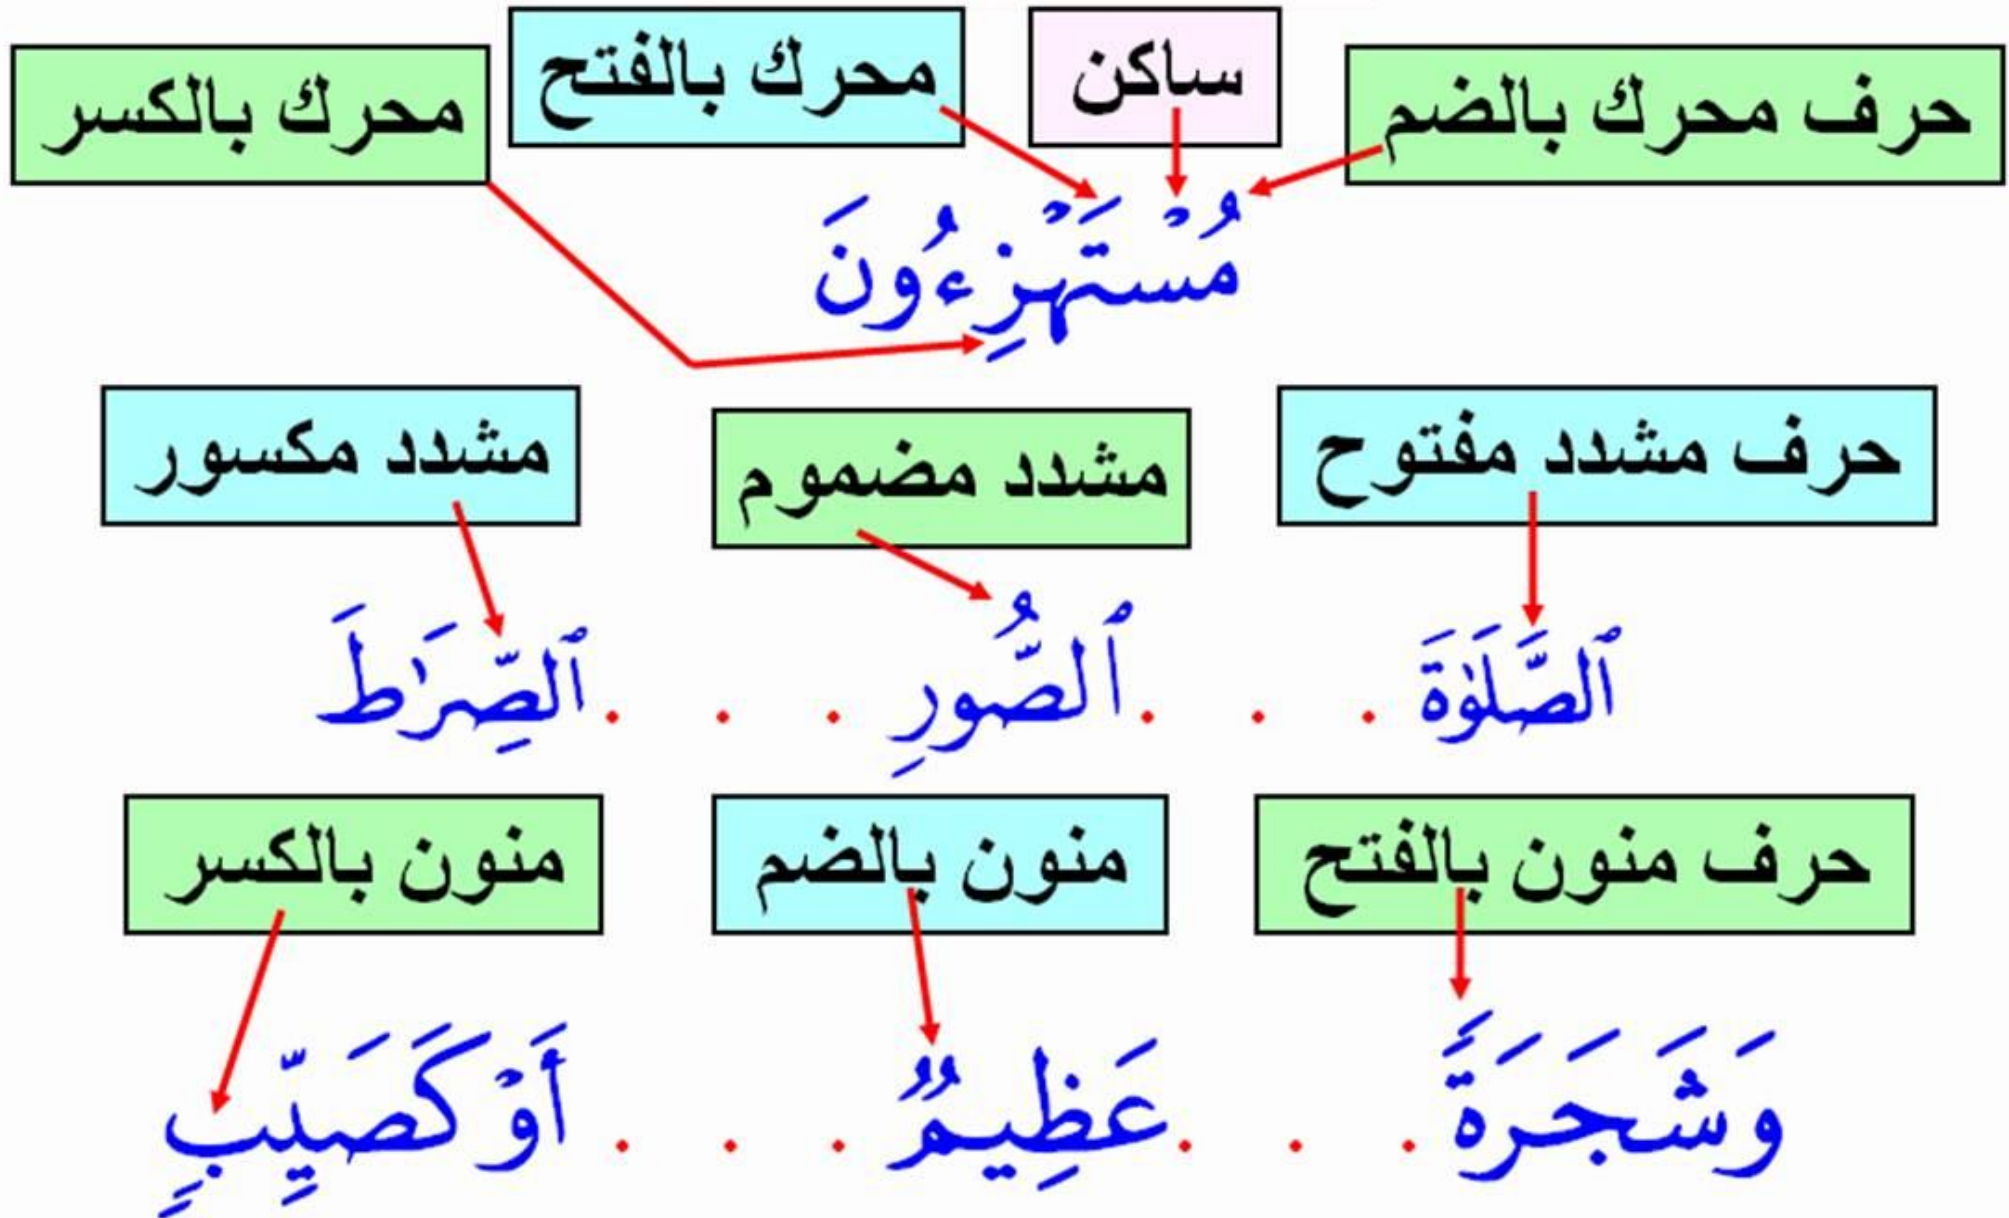 حرف محرك بالضم ساكن محرك بالفتح محرك بالكسر
مُسْتَهْزِءُونَ
حرف مشدد مفتوح مشدد مضموم مشدد مكسور
ٱلصَّلَوٰةَ . . . ٱلصُّورِ . . . ٱلصِّرَٰطَ
حرف منون بالفتح منون بالضم منون بالكسر
وَشَجَرَةً . . . عَظِيمٌ . . . أَوْ كَصَيِّبٍ